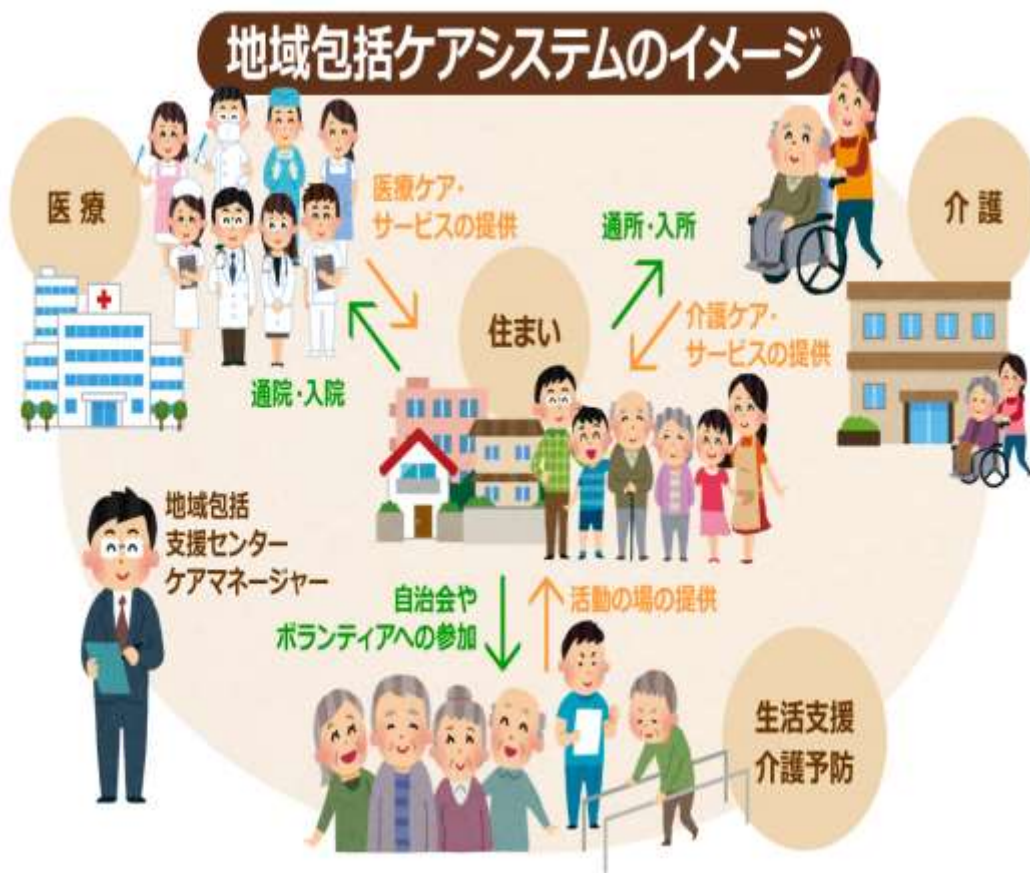 地域包括ケアシステムのイメージ
医療
医療ケア・
サービスの提供
通所・入所
介護
住まい
介護ケア・
サービスの提供
通院・入院
地域包括
支援センター
ケアマネージャー
自治会や
ボランティアへの参加
活動の場の提供
生活支援
介護予防